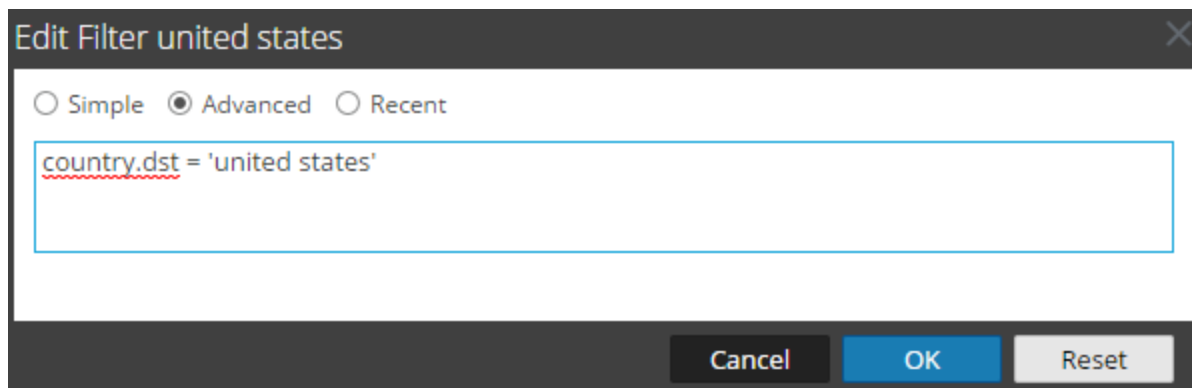 Edit Filter united states
Simple Advanced Recent
country.dst = 'united states'
Cancel OK Reset